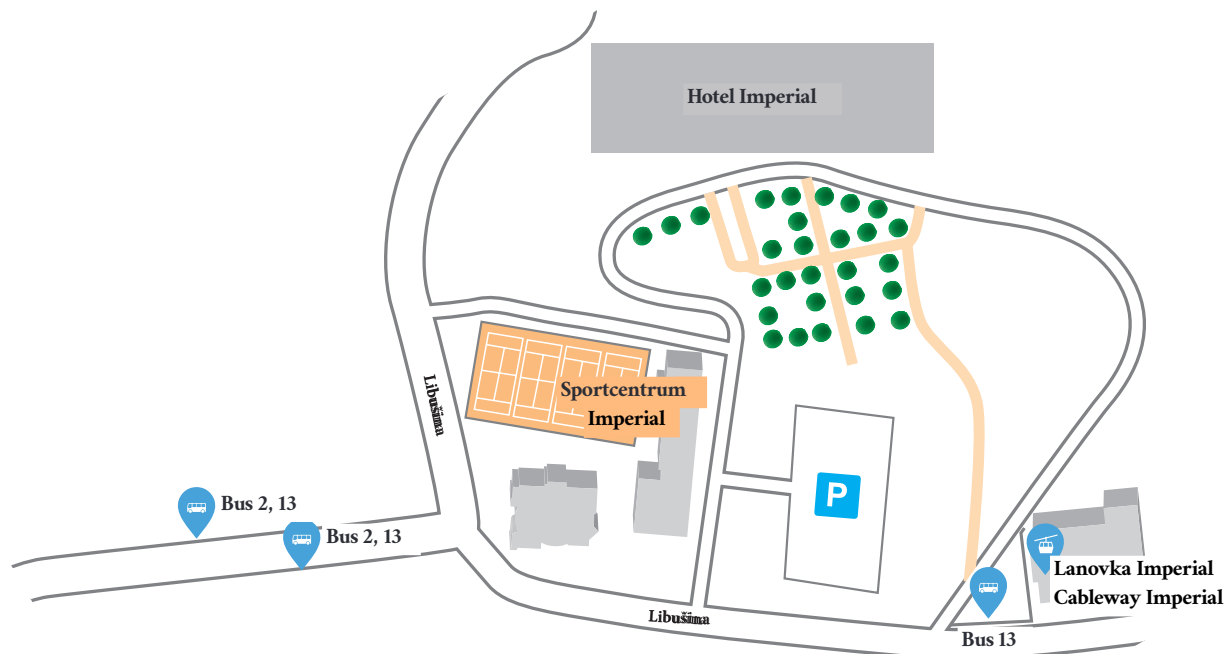 Hotel Imperial
Libušina
Sportcentrum
Imperial
P
Bus 2, 13
Bus 2, 13
Lanovka Imperial
Cableway Imperial
Libušina
Bus 13